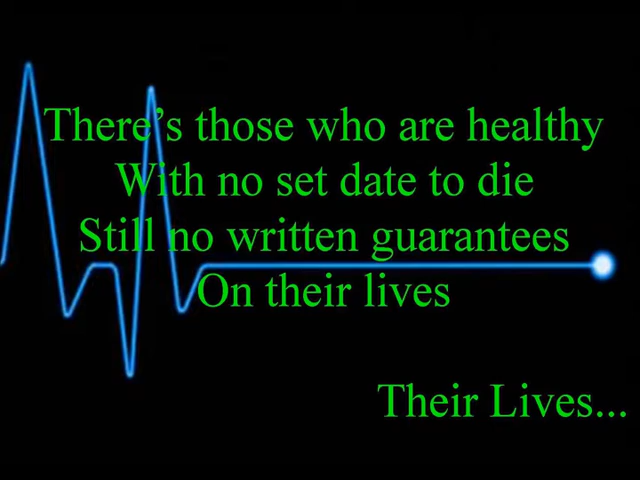 There’s those who are healthy
With no set date to die
Still no written guarantees
On their lives
Their Lives...